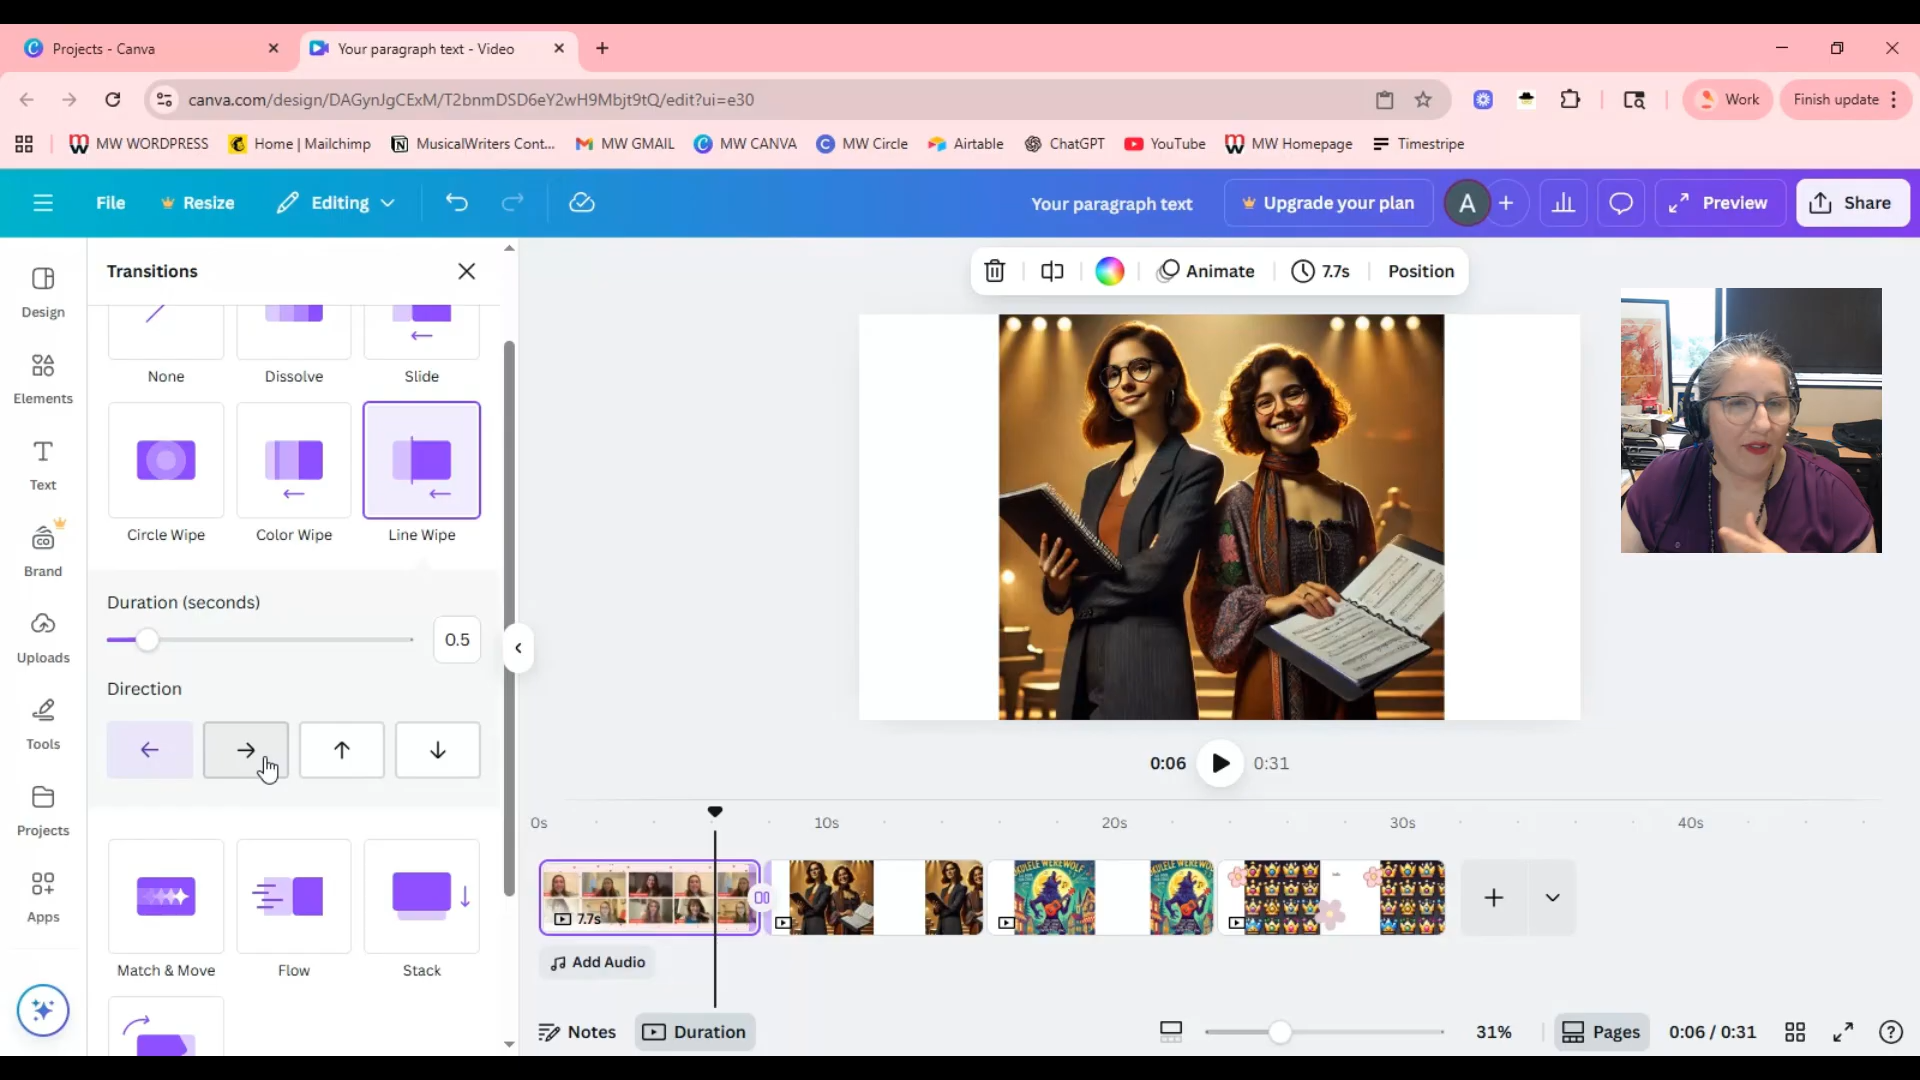 Projects - Canva
Your paragraph text - Video
canva.com/design/DAGynJgCExM/T2bnmDSD6eY2wH9Mbjt9tQ/edit?ui=e30
Work
Finish update
MW WORDPRESS
Home | Mailchimp
MusicalWriters Cont...
MW GMAIL
MW CANVA
MW Circle
Airtable
ChatGPT
YouTube
MW Homepage
Timestripe
File
Resize
Editing
Your paragraph text
Upgrade your plan
A
Preview
Share
Design
Elements
Text
Brand
Uploads
Tools
Projects
Apps
Transitions
None
Dissolve
Slide
Circle Wipe
Color Wipe
Line Wipe
Duration (seconds)
0.5
Direction
Match & Move
Flow
Stack
Animate
7.7s
Position
0:06
0:31
0s
10s
20s
30s
40s
7.7s
UKULELE WEREWOLF
Add Audio
Notes
Duration
31%
Pages
0:06 / 0:31